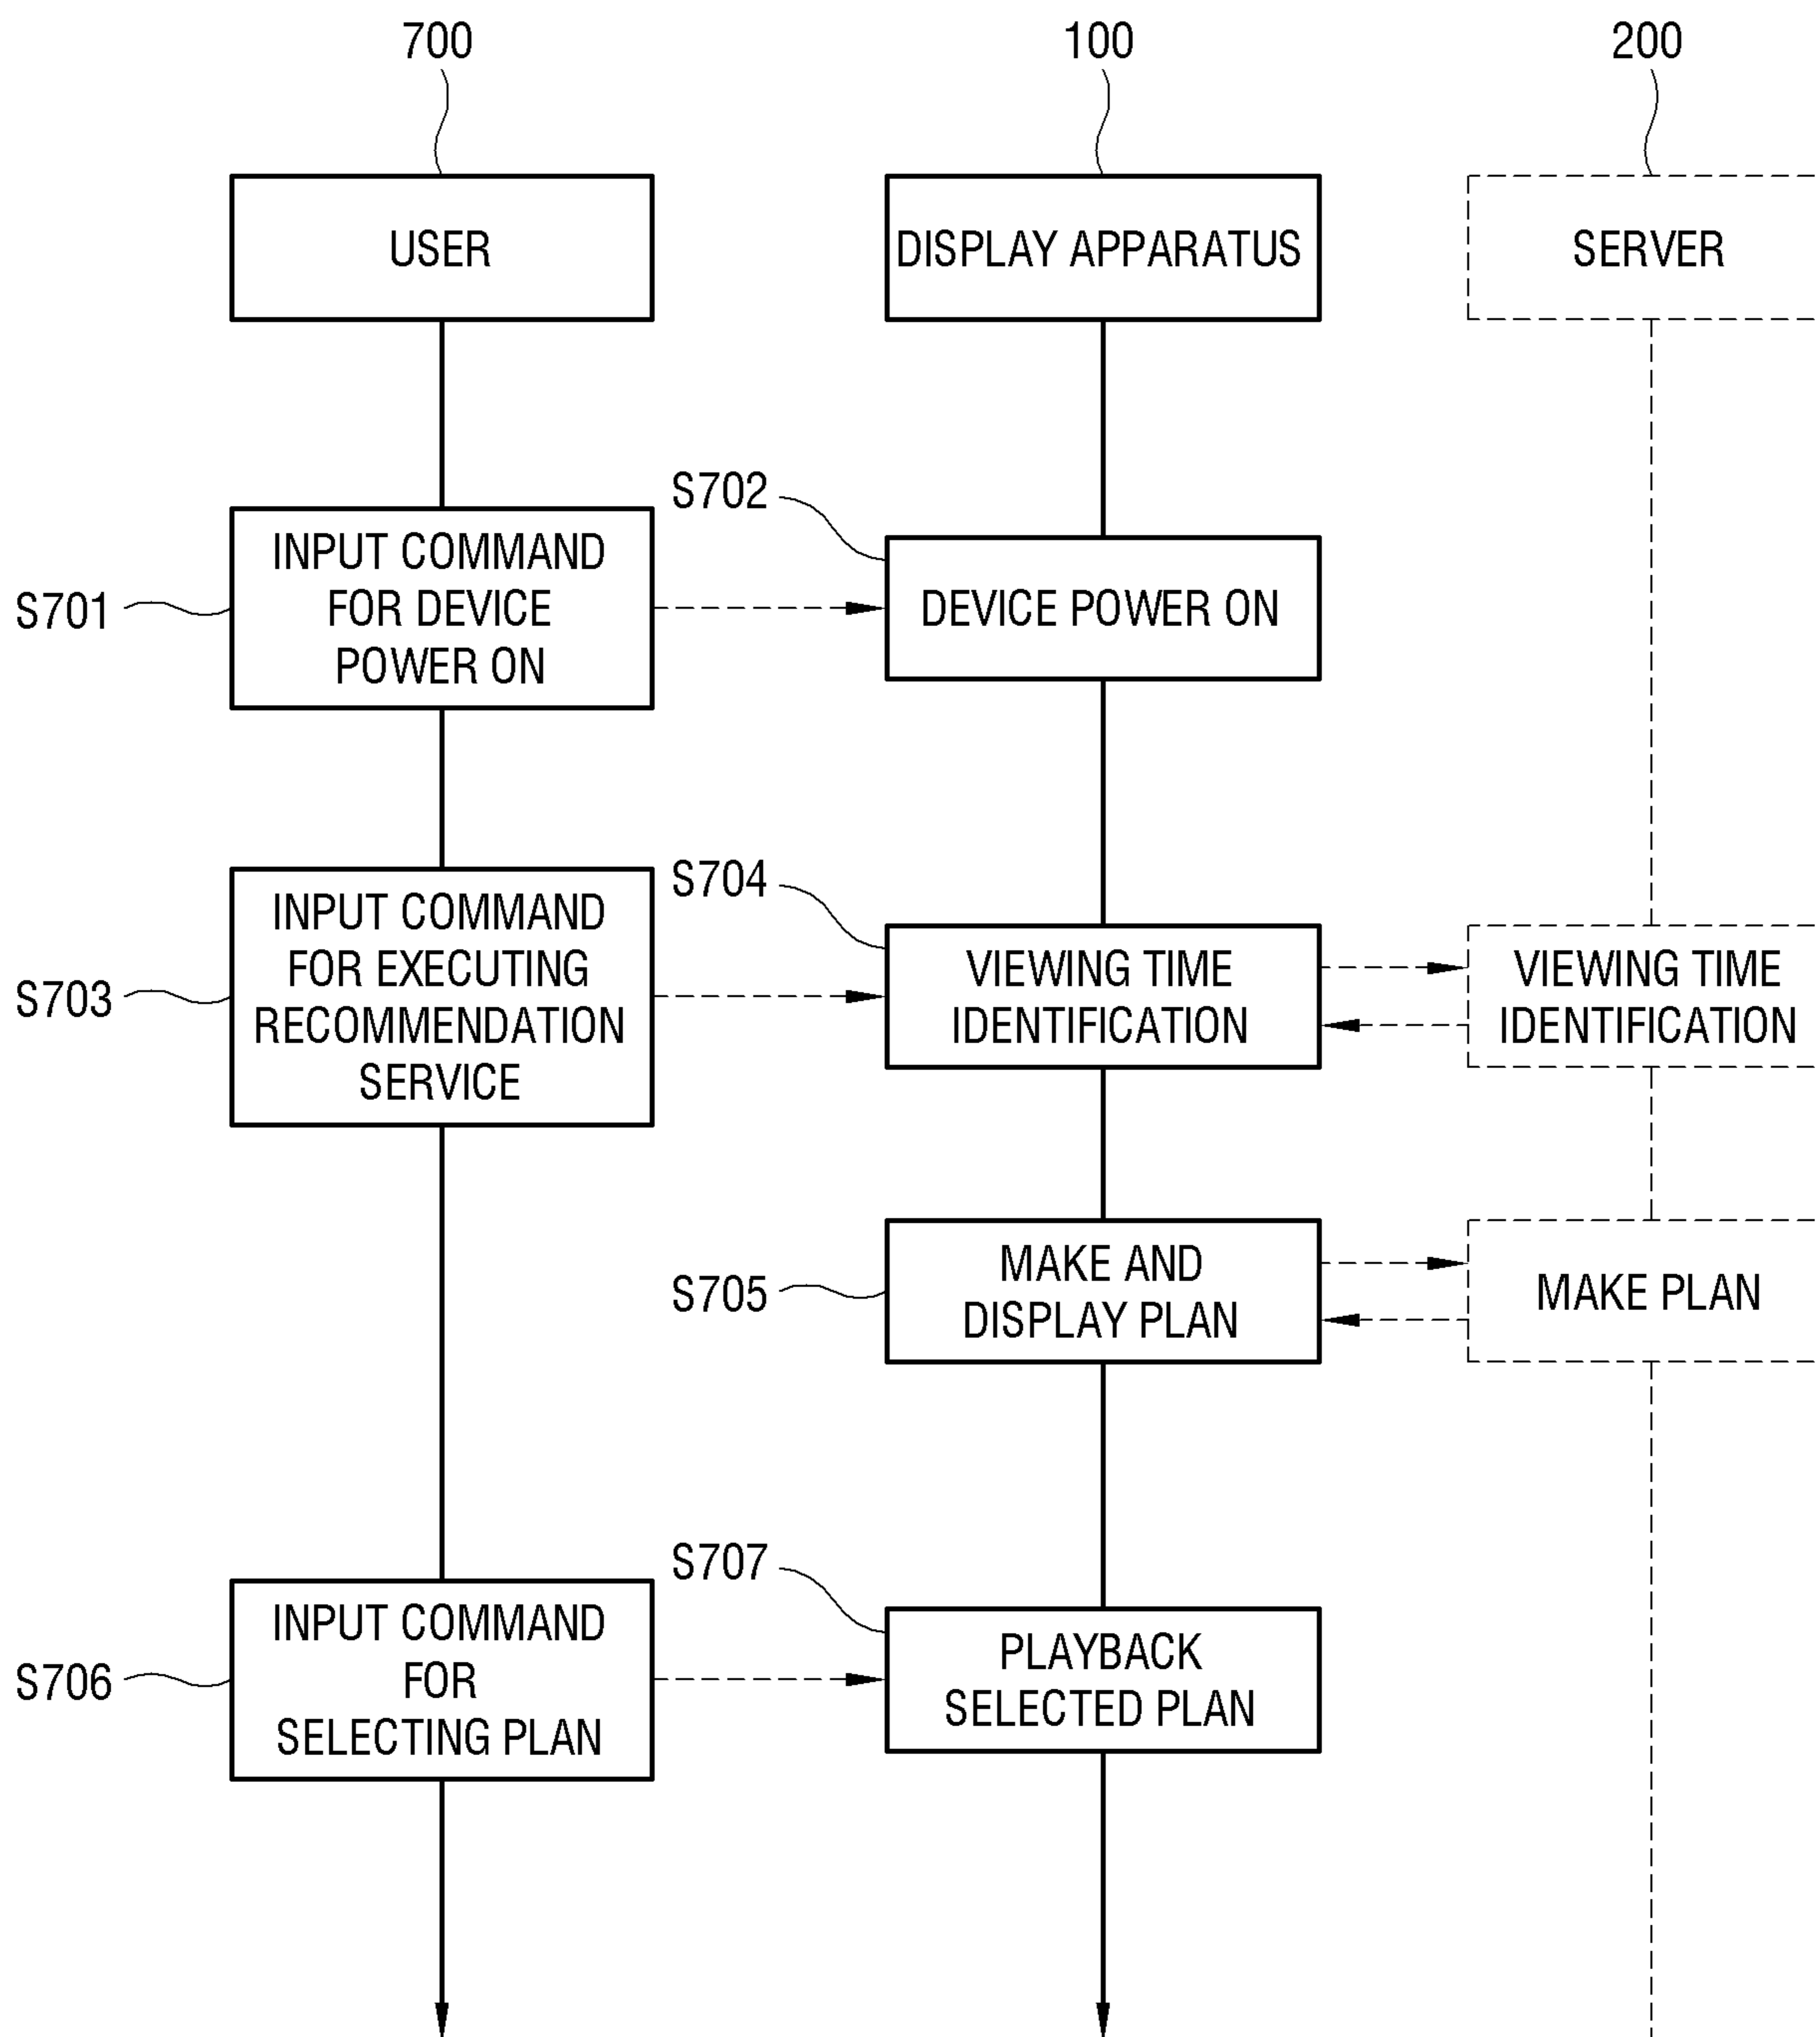 700
100
200
USER
DISPLAY APPARATUS
SERVER
S701
INPUT COMMAND
FOR DEVICE
POWER ON
S702
DEVICE POWER ON
S703
INPUT COMMAND
FOR EXECUTING
RECOMMENDATION
SERVICE
S704
VIEWING TIME
IDENTIFICATION
VIEWING TIME
IDENTIFICATION
S705
MAKE AND
DISPLAY PLAN
MAKE PLAN
S706
INPUT COMMAND
FOR
SELECTING PLAN
S707
PLAYBACK
SELECTED PLAN